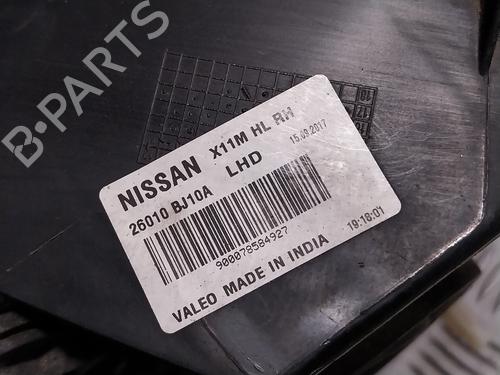 B-PARTS
NISSAN X11M HL RH
26010 BJ10A LHD 15.09.2017
900078584927
VALEO MADE IN INDIA 19:18:01